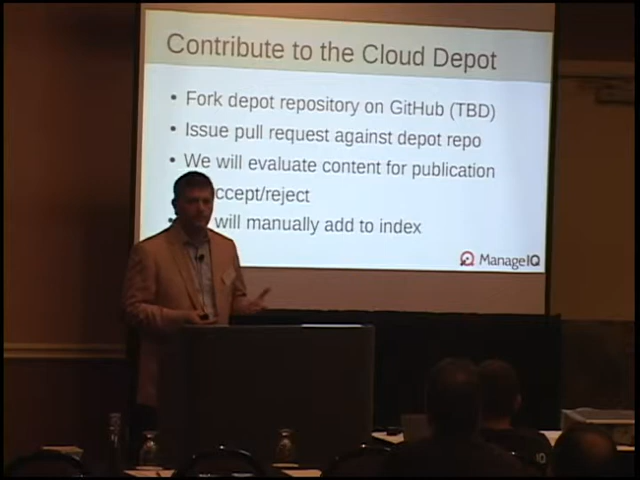 Contribute to the Cloud Depot
• Fork depot repository on GitHub (TBD)
• Issue pull request against depot repo
• We will evaluate content for publication
ccept/reject
• will manually add to index
ManageIQ